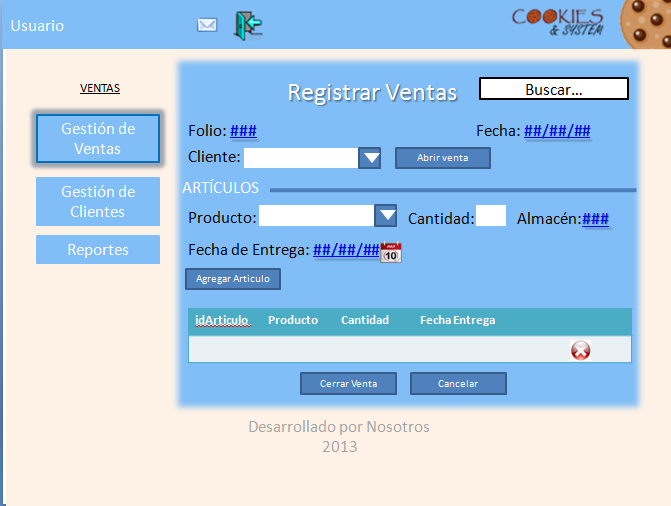 Usuario
COOKIES
& SYSTEM
VENTAS
Gestión de
Ventas
Gestión de
Clientes
Reportes
Registrar Ventas
Buscar...
Folio: ###
Fecha: ##/##/##
Cliente:
Abrir venta
ARTÍCULOS
Producto:
Cantidad:
Almacén:###
Fecha de Entrega: ##/##/##
10
Agregar Articulo
idArticulo Producto Cantidad Fecha Entrega
Cerrar Venta
Cancelar
Desarrollado por Nosotros
2013